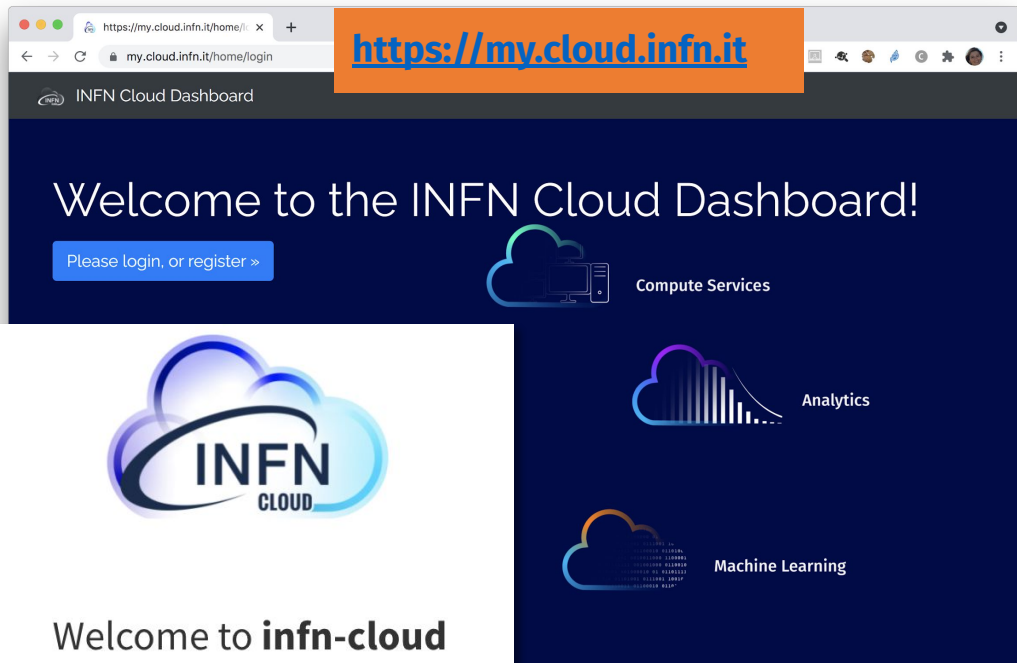 https://my.cloud.infn.it/home/lo
https://my.cloud.infn.it
my.cloud.infn.it/home/login
INFN INFN Cloud Dashboard
Welcome to the INFN Cloud Dashboard!
Please login, or register »
Compute Services
Analytics
INFN
CLOUD
Machine Learning
Welcome to infn-cloud